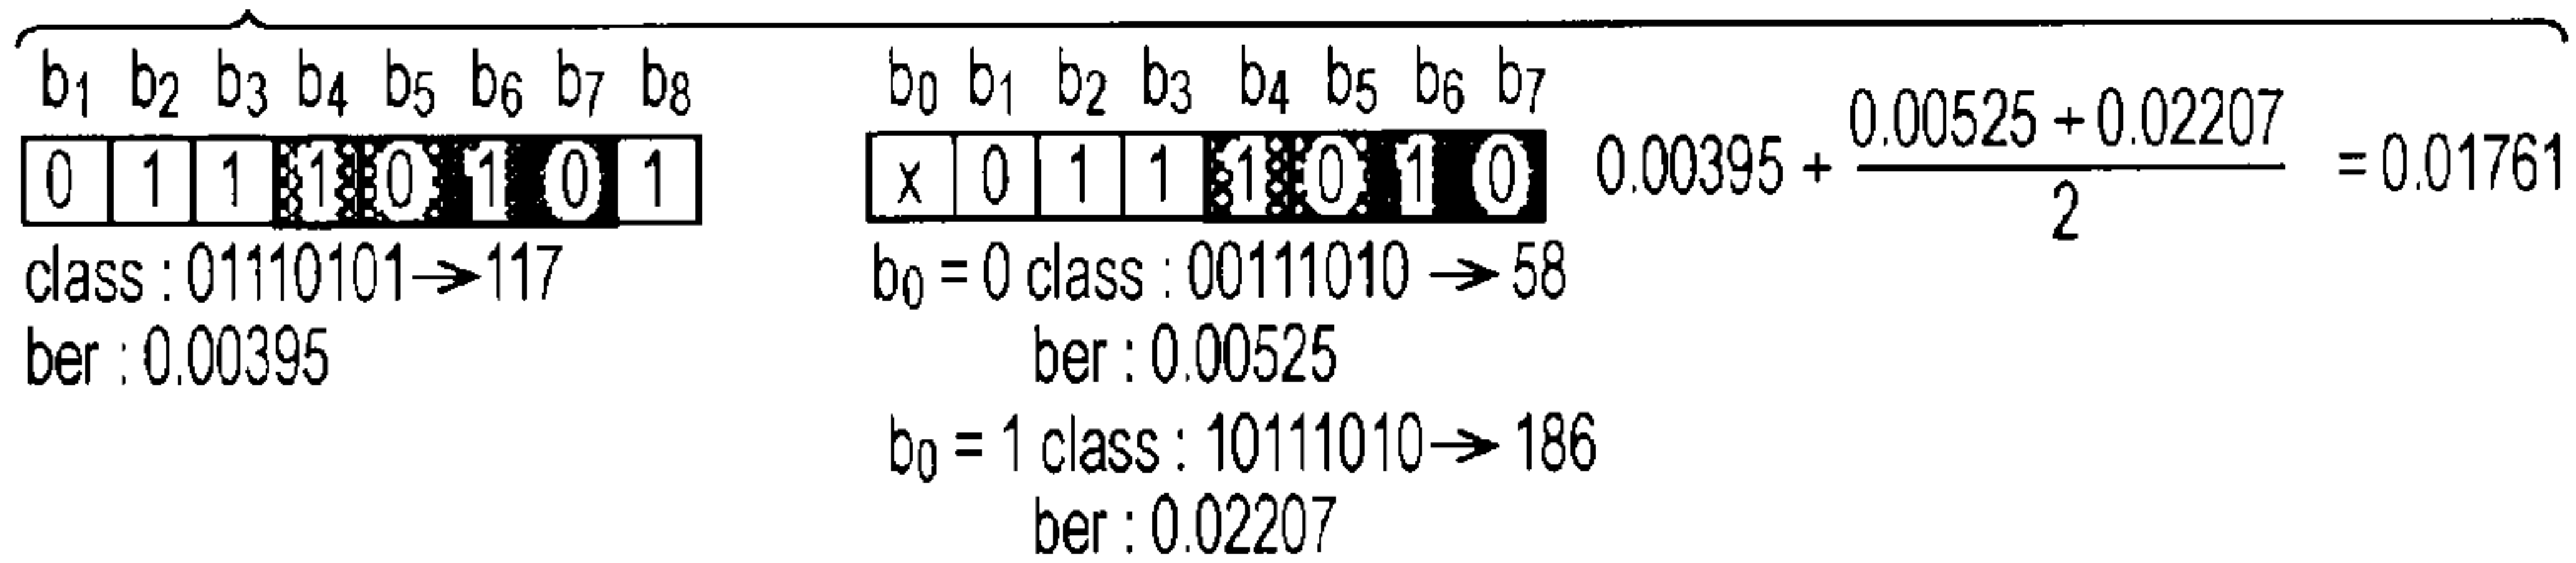 b1 b2 b3 b4 b5 b6 b7 b8
0 1 1 1 0 1 0 1
class : 01110101→117
ber : 0.00395
b0 b1 b2 b3 b4 b5 b6 b7
x 0 1 1 1 0 1 0
b0 = 0 class : 00111010 → 58
ber : 0.00525
b0 = 1 class : 10111010→ 186
ber : 0.02207
0.00525 + 0.02207
0.00395 + = 0.01761
2